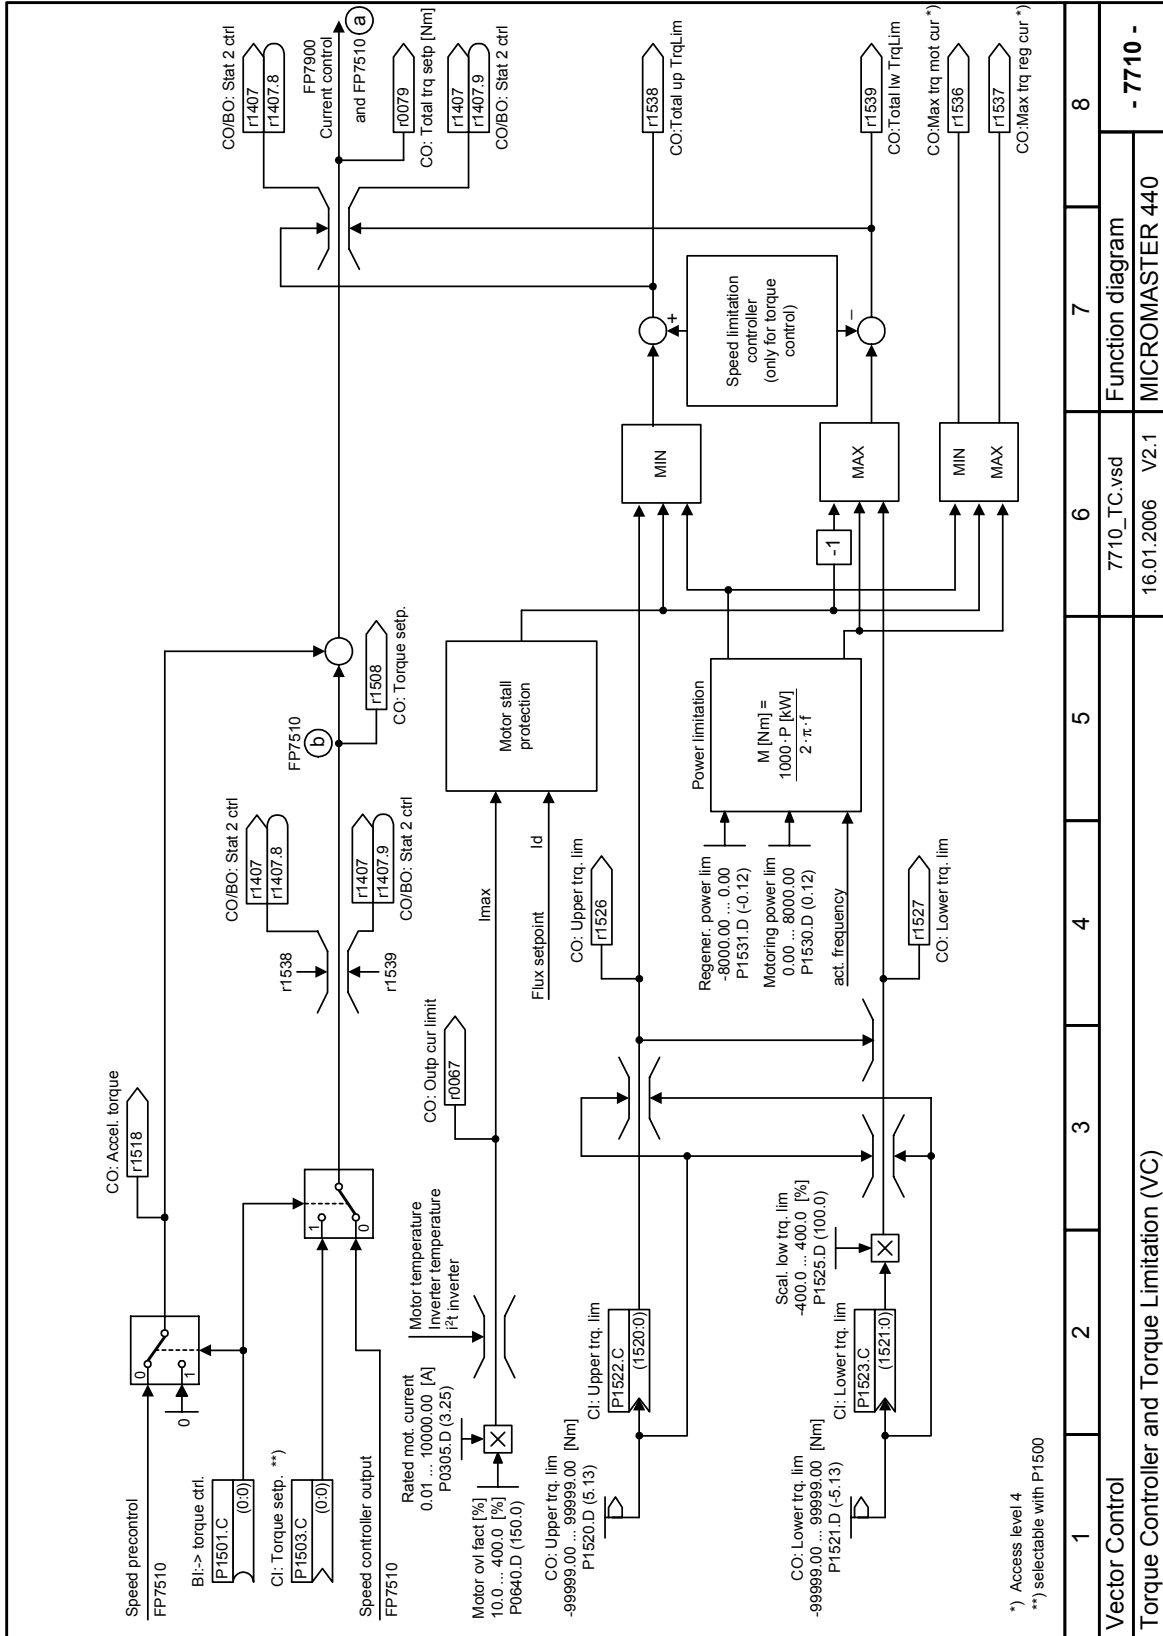 Speed precontrol
FP7510
0
1
0
BI:-> torque ctrl.
P1501.C
(0:0)
CI: Torque setp. **)
P1503.C
(0:0)
Speed controller output
FP7510
1
0
CO: Accel. torque
r1518
r1538
r1539
CO/BO: Stat 2 ctrl
r1407
r1407.8
r1407
r1407.9
CO/BO: Stat 2 ctrl
FP7510
b
r1508
CO: Torque setp.
CO/BO: Stat 2 ctrl
r1407
r1407.8
FP7900
Current control
and FP7510
a
r0079
CO: Total trq setp [Nm]
r1407
r1407.9
CO/BO: Stat 2 ctrl
Motor ovl fact [%]
10.0 ... 400.0 [%]
P0640.D (150.0)
Rated mot. current
0.01 ... 10000.00 [A]
P0305.D (3.25)
Motor temperature
Inverter temperature
i²t inverter
CO: Outp cur limit
r0067
Imax
Flux setpoint
Id
Motor stall
protection
CO: Upper trq. lim
-99999.00 ... 99999.00 [Nm]
P1520.D (5.13)
CI: Upper trq. lim
P1522.C
(1520:0)
CO: Upper trq. lim
r1526
Regener. power lim
-8000.00 ... 0.00
P1531.D (-0.12)
Motoring power lim
0.00 ... 8000.00
P1530.D (0.12)
act. frequency
Power limitation
M [Nm] =
1000·P [kW]
2·π·f
MIN
+
r1538
CO:Total up TrqLim
Speed limitation
controller
(only for torque
control)
CO: Lower trq. lim
-99999.00 ... 99999.00 [Nm]
P1521.D (-5.13)
CI: Lower trq. lim
P1523.C
(1521:0)
Scal. low trq. lim
-400.0 ... 400.0 [%]
P1525.D (100.0)
r1527
CO: Lower trq. lim
-1
MAX
–
r1539
CO:Total lw TrqLim
MIN
MAX
CO:Max trq mot cur *)
r1536
r1537
CO:Max trq reg cur *)
*) Access level 4
**) selectable with P1500
1
2
3
4
5
6
7
8
Vector Control
7710_TC.vsd
Function diagram
- 7710 -
Torque Controller and Torque Limitation (VC)
16.01.2006
V2.1
MICROMASTER 440